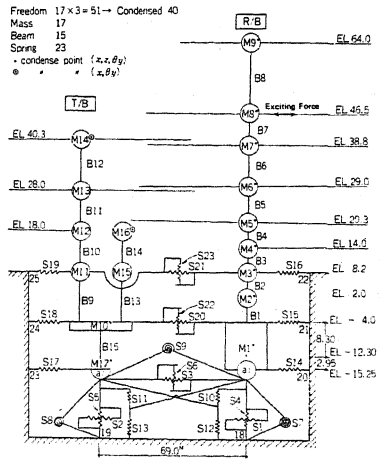 Freedom 17×3=51→ Condensed 40
Mass 17
Beam 15
Spring 23
• condense point (x,z,θy)
◎ 〃 〃 (x,θy)
R/B
M9
EL 64.0
B8
T/B
M8
Exciting Force
EL 46.5
B7
EL 40.3
M14
M7
EL 38.8
B12
B6
EL 28.0
M13
M6
EL 29.0
B11
B5
EL 18.0
M12
M16
M5
EL 20.3
B10
B14
S23
B4
M4
EL 14.0
S19
S21
B3
S16
25
M11
M15
M3
22
EL 8.2
B2
S22
M2
EL 2.0
S18
B9
B13
S20
B1
S15
24
M10
21
EL - 4.0
B15
S9
M1
8.30
S17
M17
S6
S14
EL -12.30
23
a
S3
a1
20
2.95
EL -15.25
S5
S11
S10
S4
S8
S2
S13
S12
S1
S7
19
18
69.0M